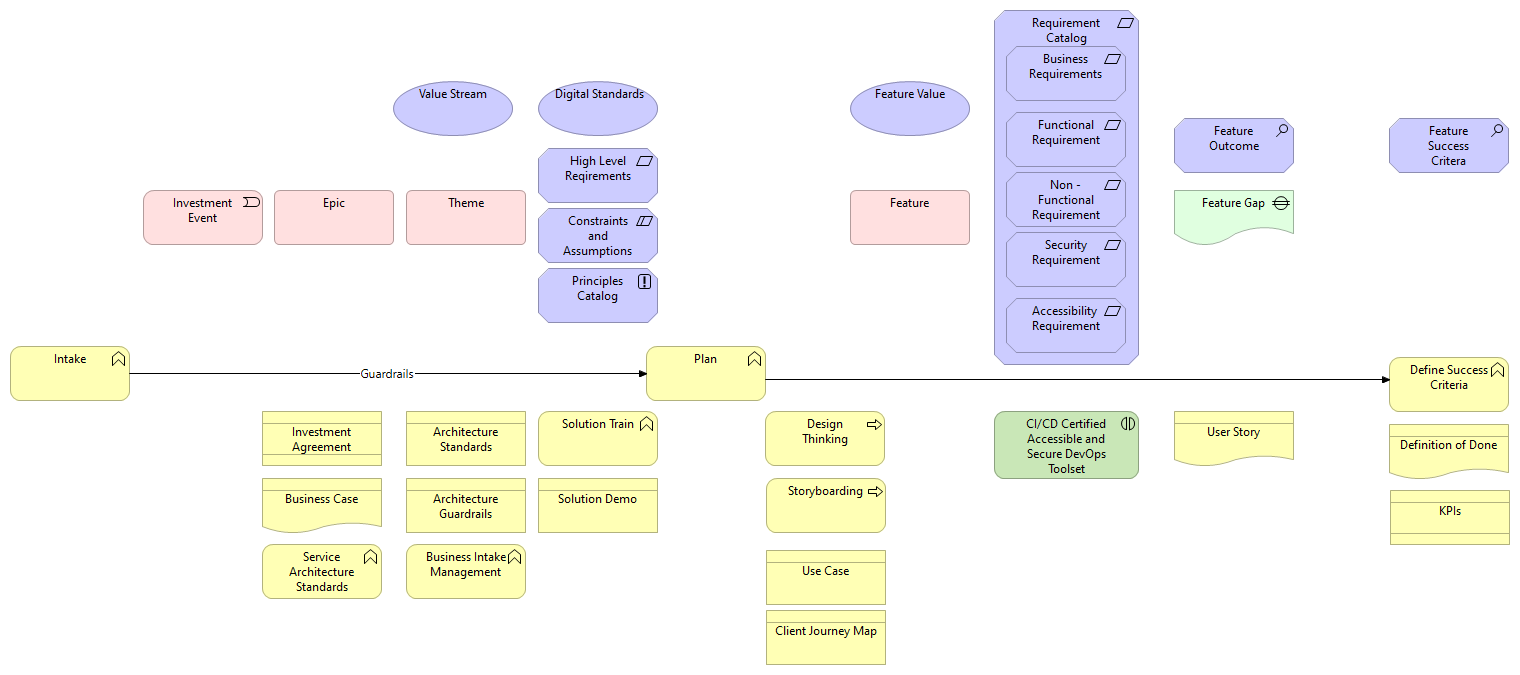 Requirement
Catalog
Business
Requirements
Functional
Requirement
Non -
Functional
Requirement
Security
Requirement
Accessibility
Requirement
Value Stream
Digital Standards
Feature Value
High Level
Reqirements
Constraints
and
Assumptions
Principles
Catalog
Feature
Outcome
Feature
Success
Critera
Investment
Event
Epic
Theme
Feature
Feature Gap
Intake
Guardrails
Plan
Define Success
Criteria
Investment
Agreement
Architecture
Standards
Solution Train
Design
Thinking
CI/CD Certified
Accessible and
Secure DevOps
Toolset
User Story
Definition of Done
Business Case
Architecture
Guardrails
Solution Demo
Storyboarding
KPIs
Service
Architecture
Standards
Business Intake
Management
Use Case
Client Journey Map